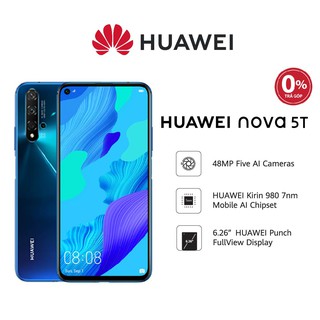 HUAWEI
0%
TRẢ GÓP
HUAWEI nova 5T
48MP Five AI Cameras
HUAWEI Kirin 980 7nm
Mobile AI Chipset
6.26" HUAWEI Punch
FullView Display
HUAWEI
08:08